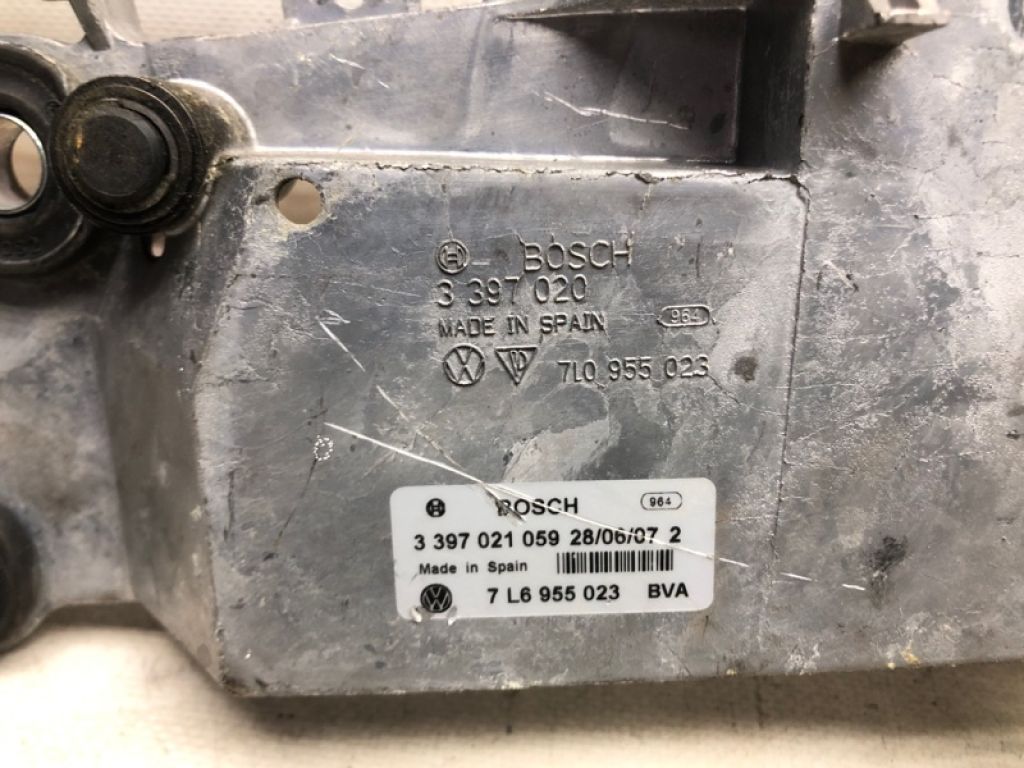 BOSCH
3 397 020
MADE IN SPAIN 964
7L0 955 023
BOSCH 964
3 397 021 059 28/06/07 2
Made in Spain
7 L6 955 023 BVA